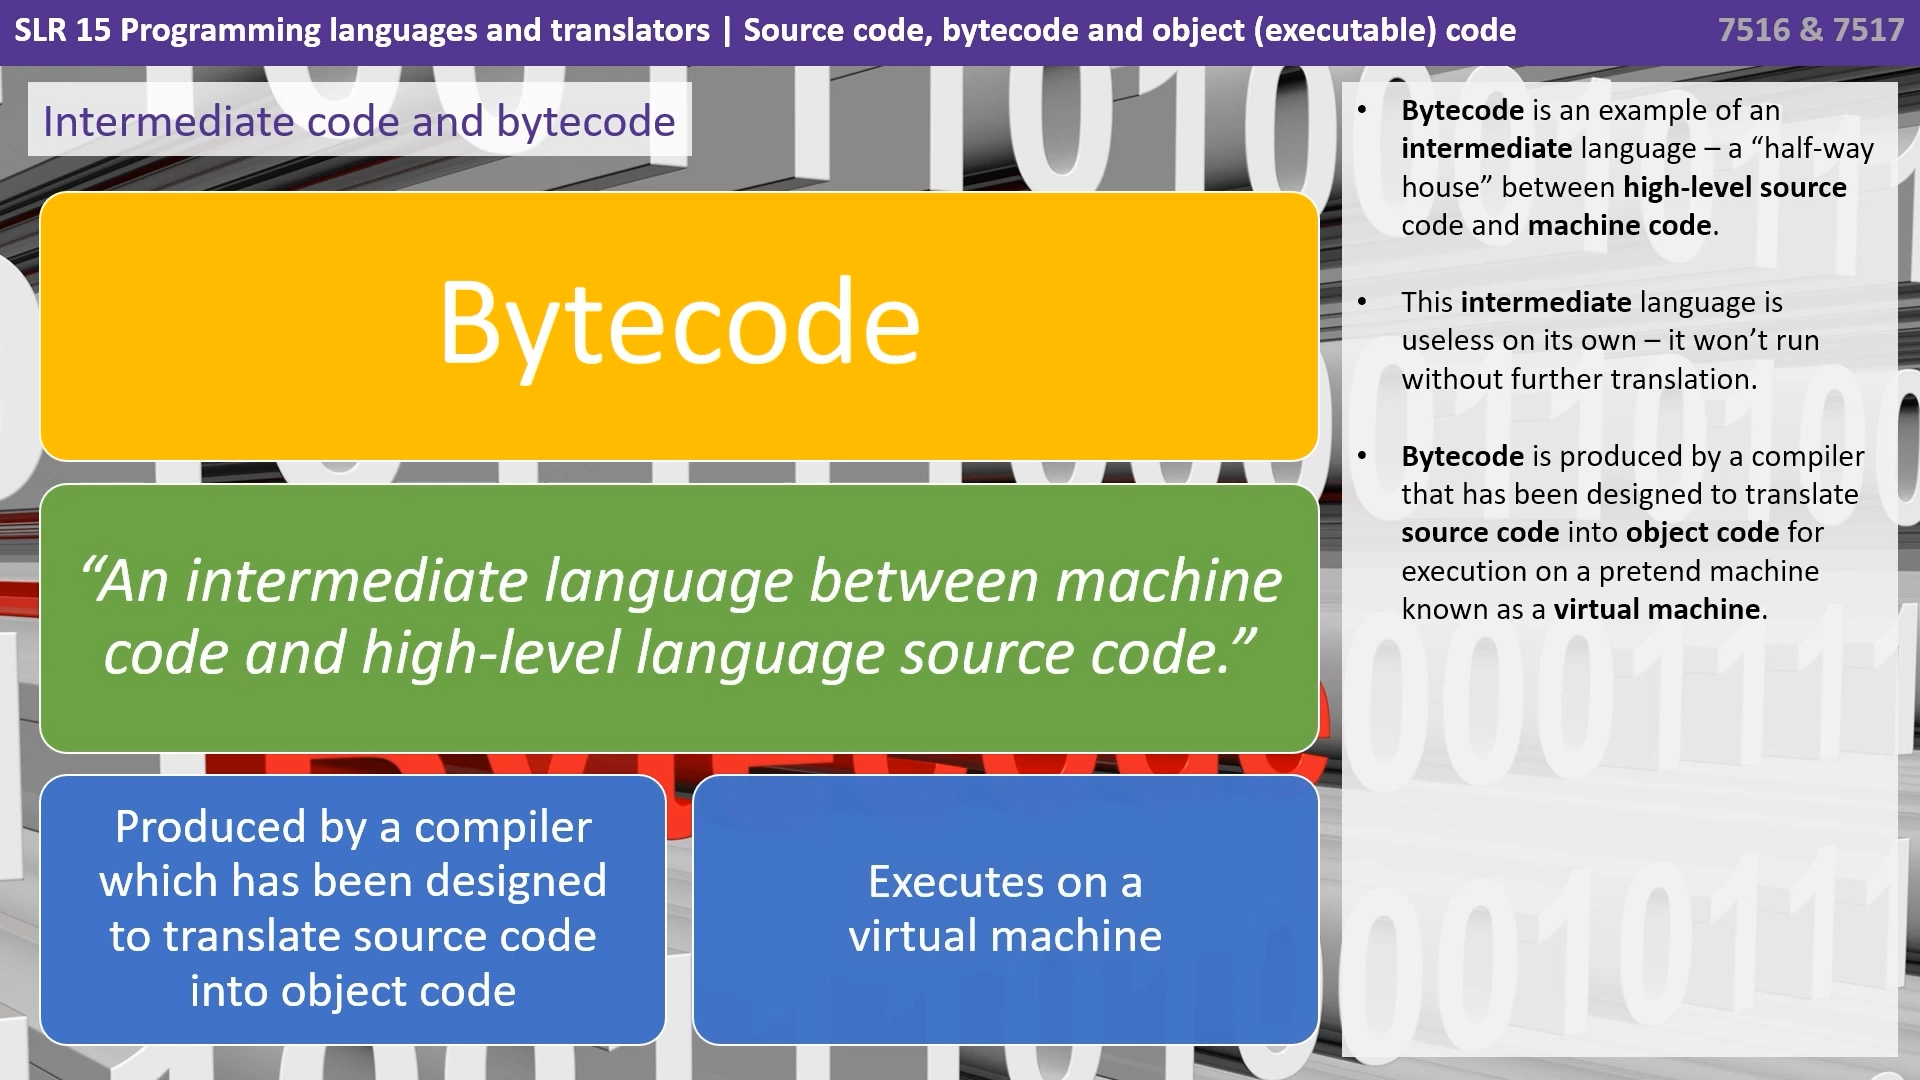 SLR 15 Programming languages and translators | Source code, bytecode and object (executable) code
7516 & 7517
Intermediate code and bytecode
Bytecode
“An intermediate language between machine
code and high-level language source code.”
Produced by a compiler
which has been designed
to translate source code
into object code
Executes on a
virtual machine
• Bytecode is an example of an
intermediate language – a “half-way
house” between high-level source
code and machine code.
• This intermediate language is
useless on its own – it won’t run
without further translation.
• Bytecode is produced by a compiler
that has been designed to translate
source code into object code for
execution on a pretend machine
known as a virtual machine.